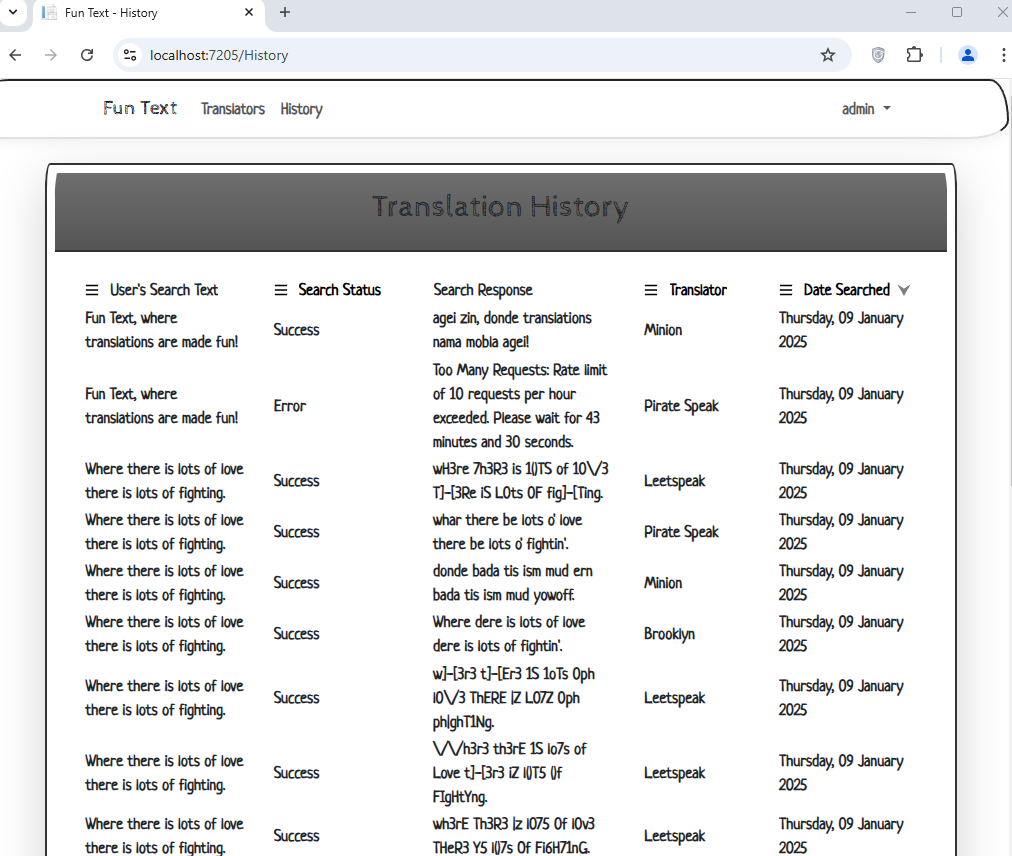 Fun Text - History
localhost:7205/History
Fun Text Translators History admin
Translation History
User's Search Text Search Status Search Response Translator Date Searched
Fun Text, where
translations are made fun!
Success
agei zin, donde translations
nama mobla agei!
Minion
Thursday, 09 January
2025
Fun Text, where
translations are made fun!
Error
Too Many Requests: Rate limit
of 10 requests per hour
exceeded. Please wait for 43
minutes and 30 seconds.
Pirate Speak
Thursday, 09 January
2025
Where there is lots of love
there is lots of fighting.
Success
wH3re 7h3R3 is 1()TS of 10\/3
T]-[3Re iS LOts 0F fig]-[Ting.
Leetspeak
Thursday, 09 January
2025
Where there is lots of love
there is lots of fighting.
Success
whar there be lots o' love
there be lots o' fightin'.
Pirate Speak
Thursday, 09 January
2025
Where there is lots of love
there is lots of fighting.
Success
donde bada tis ism mud ern
bada tis ism mud yowoff.
Minion
Thursday, 09 January
2025
Where there is lots of love
there is lots of fighting.
Success
Where dere is lots of love
dere is lots of fightin'.
Brooklyn
Thursday, 09 January
2025
Where there is lots of love
there is lots of fighting.
Success
w]-[3r3 t]-[Er3 1S 1oTs Oph
l0\/3 ThERE |Z L07Z 0ph
ph|ghT1Ng.
Leetspeak
Thursday, 09 January
2025
Where there is lots of love
there is lots of fighting.
Success
\/\/h3r3 th3rE 1S lo7s of
Love t]-[3r3 iZ l()T5 ()f
FIgHtYng.
Leetspeak
Thursday, 09 January
2025
Where there is lots of love
there is lots of fighting.
Success
wh3rE Th3R3 |z l075 0f l0v3
THeR3 Y5 l()7s 0f Fi6H71nG.
Leetspeak
Thursday, 09 January
2025